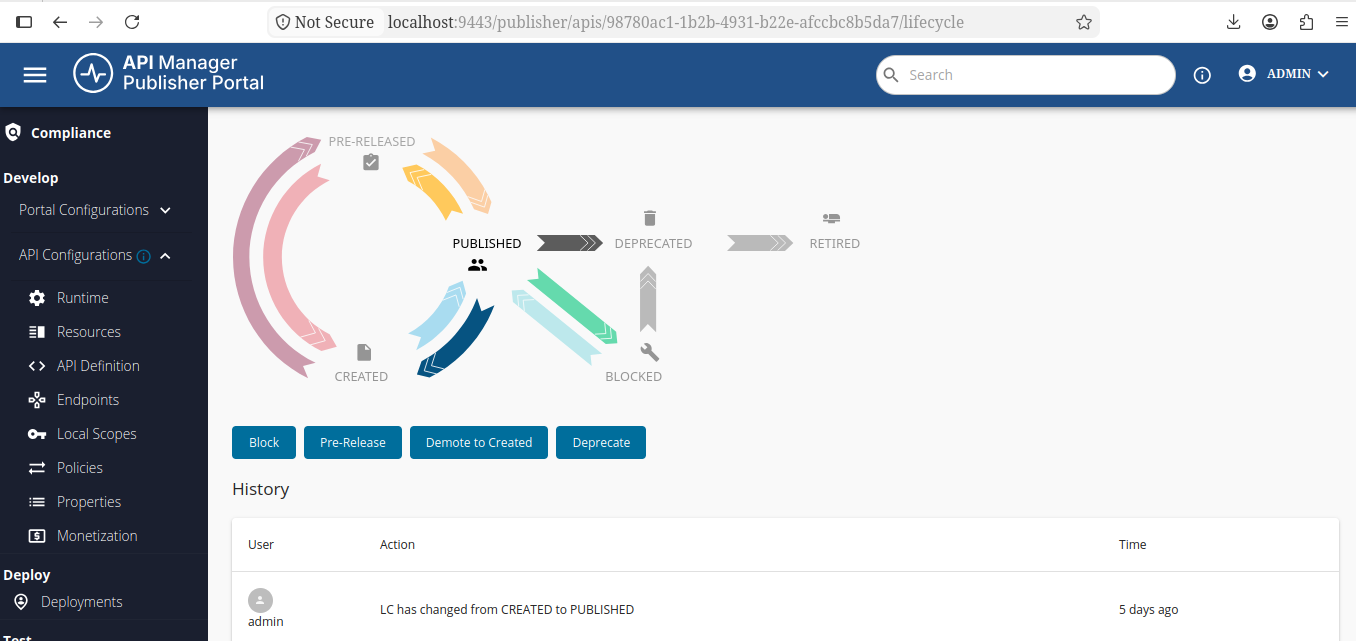 Not Secure localhost:9443/publisher/apis/98780ac1-1b2b-4931-b22e-afccbc8b5da7/lifecycle
API Manager
Publisher Portal
Search
ADMIN
Compliance
Develop
Portal Configurations
API Configurations
Runtime
Resources
API Definition
Endpoints
Local Scopes
Policies
Properties
Monetization
Deploy
Deployments
Test
PRE-RELEASED
PUBLISHED
DEPRECATED
RETIRED
CREATED
BLOCKED
Block
Pre-Release
Demote to Created
Deprecate
History
User Action Time
admin LC has changed from CREATED to PUBLISHED 5 days ago